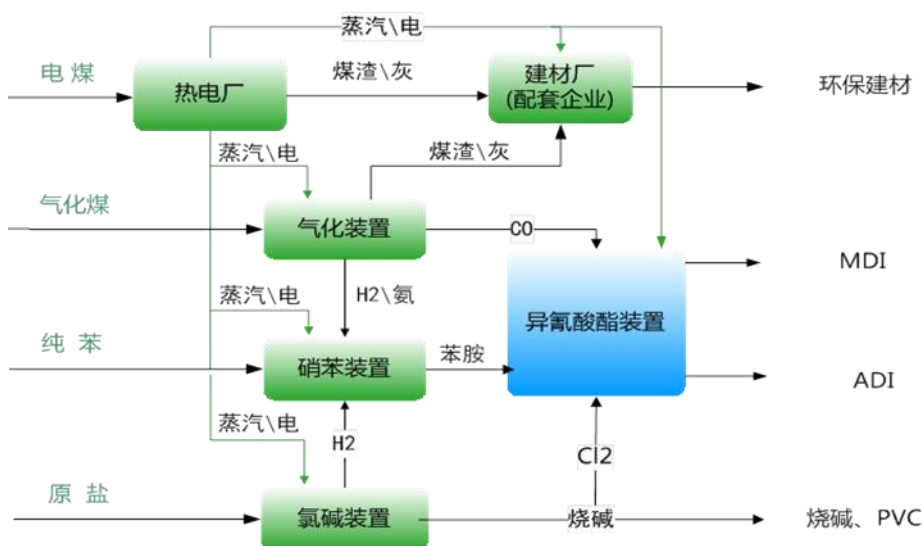 蒸汽\电
电 煤
热电厂
煤渣\灰
建材厂
(配套企业)
环保建材
蒸汽\电
煤渣\灰
气化煤
气化装置
CO
MDI
H2\氨
异氰酸酯装置
蒸汽\电
纯 苯
硝苯装置
苯胺
ADI
蒸汽\电
H2
Cl2
原 盐
氯碱装置
烧碱
烧碱、PVC